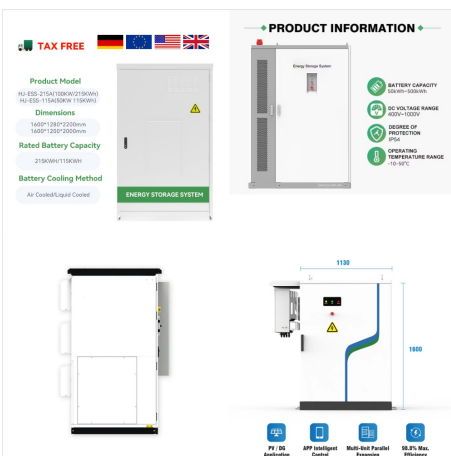 TAX FREE
Product Model
HJ-ESS-215A(100KW/215KWh)
HJ-ESS-115A(50KW 115KWh)
Dimensions
1600*1280*2200mm
1600*1200*2000mm
Rated Battery Capacity
215KWH/115KWH
Battery Cooling Method
Air Cooled/Liquid Cooled
ENERGY STORAGE SYSTEM
PRODUCT INFORMATION
Energy Storage System
BATTERY CAPACITY
50kWh~500kWh
DC VOLTAGE RANGE
400V~1000V
DEGREE OF
PROTECTION
IP54
OPERATING
TEMPERATURE RANGE
-10-50°C
1130
1600
PV / DG
Application
APP Intelligent
Control
Multi-Unit Parallel
Expansion
98.8% Max.
Efficiency